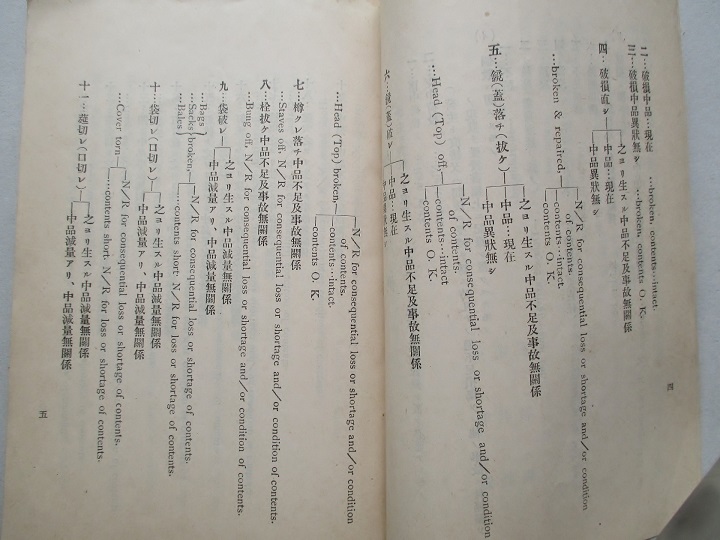 二…破損中品…現在
…broken, contents…intact.
三…破損中品異狀無シ
…broken, contents O. K.
四…破損直シ
之ヨリ生スル中品不足及事故無關係
中品…現在
中品異狀無シ
…broken & repaired,
N/R for consequential loss or shortage and/or condition of contents.
contents…intact.
contents O. K.
五…鏡(蓋)落チ(拔ケ)
之ヨリ生スル中品不足及事故無關係
中品…現在
中品異狀無シ
…Head (Top) off,
N/R for consequential loss or shortage and/or condition
of contents.
contents…intact
contents O. K.
四
六…鏡(蓋)破レ
之ヨリ生スル中品不足及事故無關係
中品…現在
…Head (Top) broken,
N/R for consequential loss or shortage and/or condition
of contents.
contents…intact
contents O. K.
七…樽クレ落チ中品不足及事故無關係
…Staves off, N/R for consequential loss or shortage and/or condition of contents.
八…栓拔ケ中品不足及事故無關係
…Bung off, N/R for consequential loss or shortage and/or condition of contents.
九…袋破レ
之ヨリ生スル中品減量無關係
中品減量アリ、中品減量無關係
…Bags
…Sacks broken,
…Bales
N/R for consequential loss or shortage of contents.
contents short N/R for loss or shortage of contents.
十…袋切レ(口切レ)
之ヨリ生スル中品減量無關係
中品減量アリ、中品減量無關係
…Cover torn
N/R for consequential loss or shortage of contents.
contents short N/R for loss or shortage of contents.
十一…莚切レ(口切レ)
之ヨリ生スル中品減量無關係
中品減量アリ、中品減量無關係
五